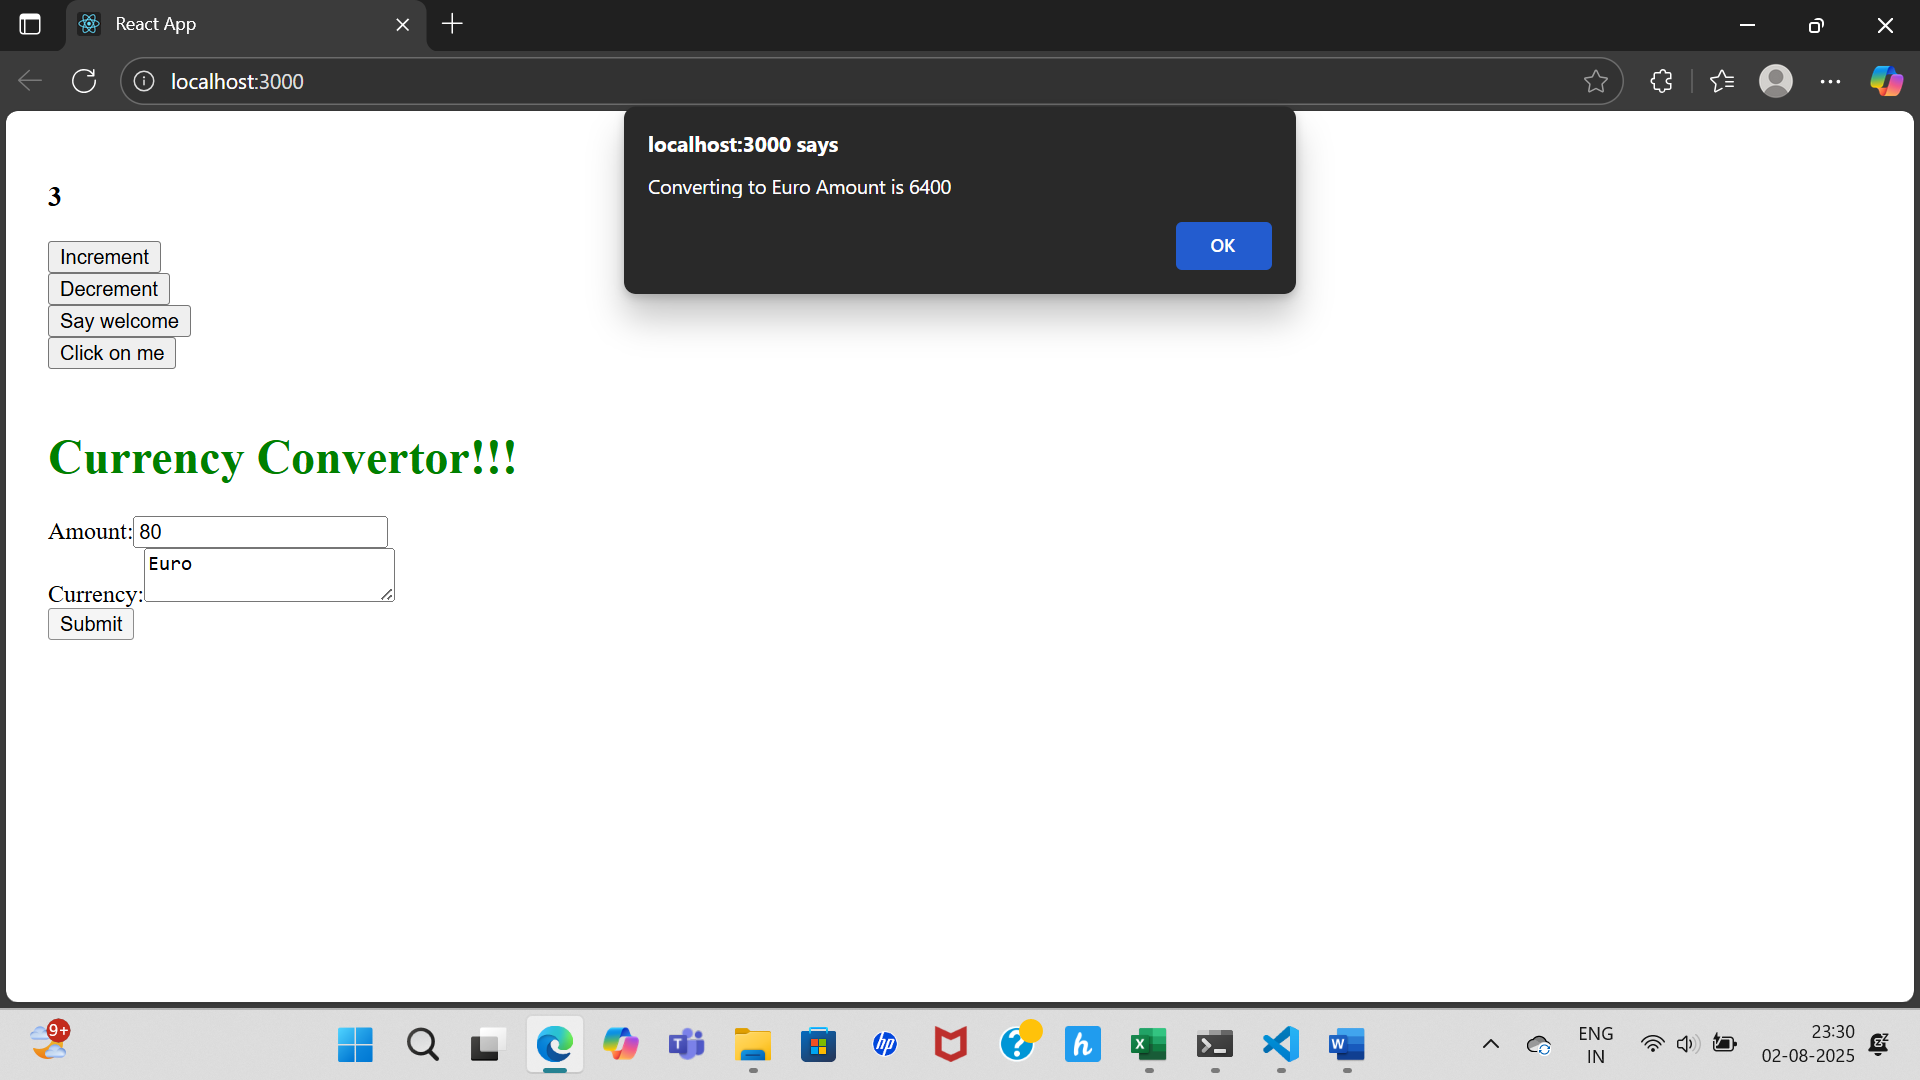 React App
localhost:3000
localhost:3000 says
Converting to Euro Amount is 6400
OK
3
Increment
Decrement
Say welcome
Click on me
Currency Convertor!!!
Amount: 80
Currency: Euro
Submit
9+
ENG
IN
23:30
02-08-2025